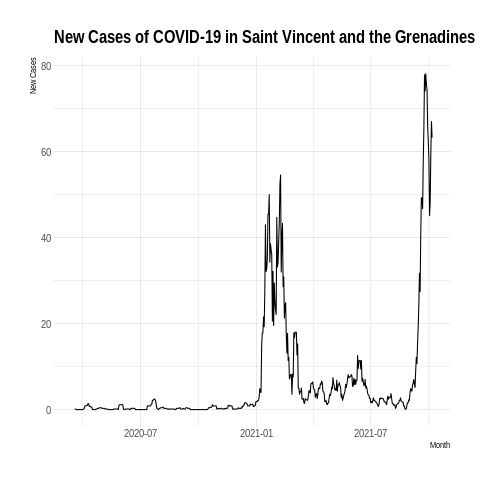 New Cases of COVID-19 in Saint Vincent and the Grenadines
New Cases
80
60
40
20
0
2020-07
2021-01
2021-07
Month